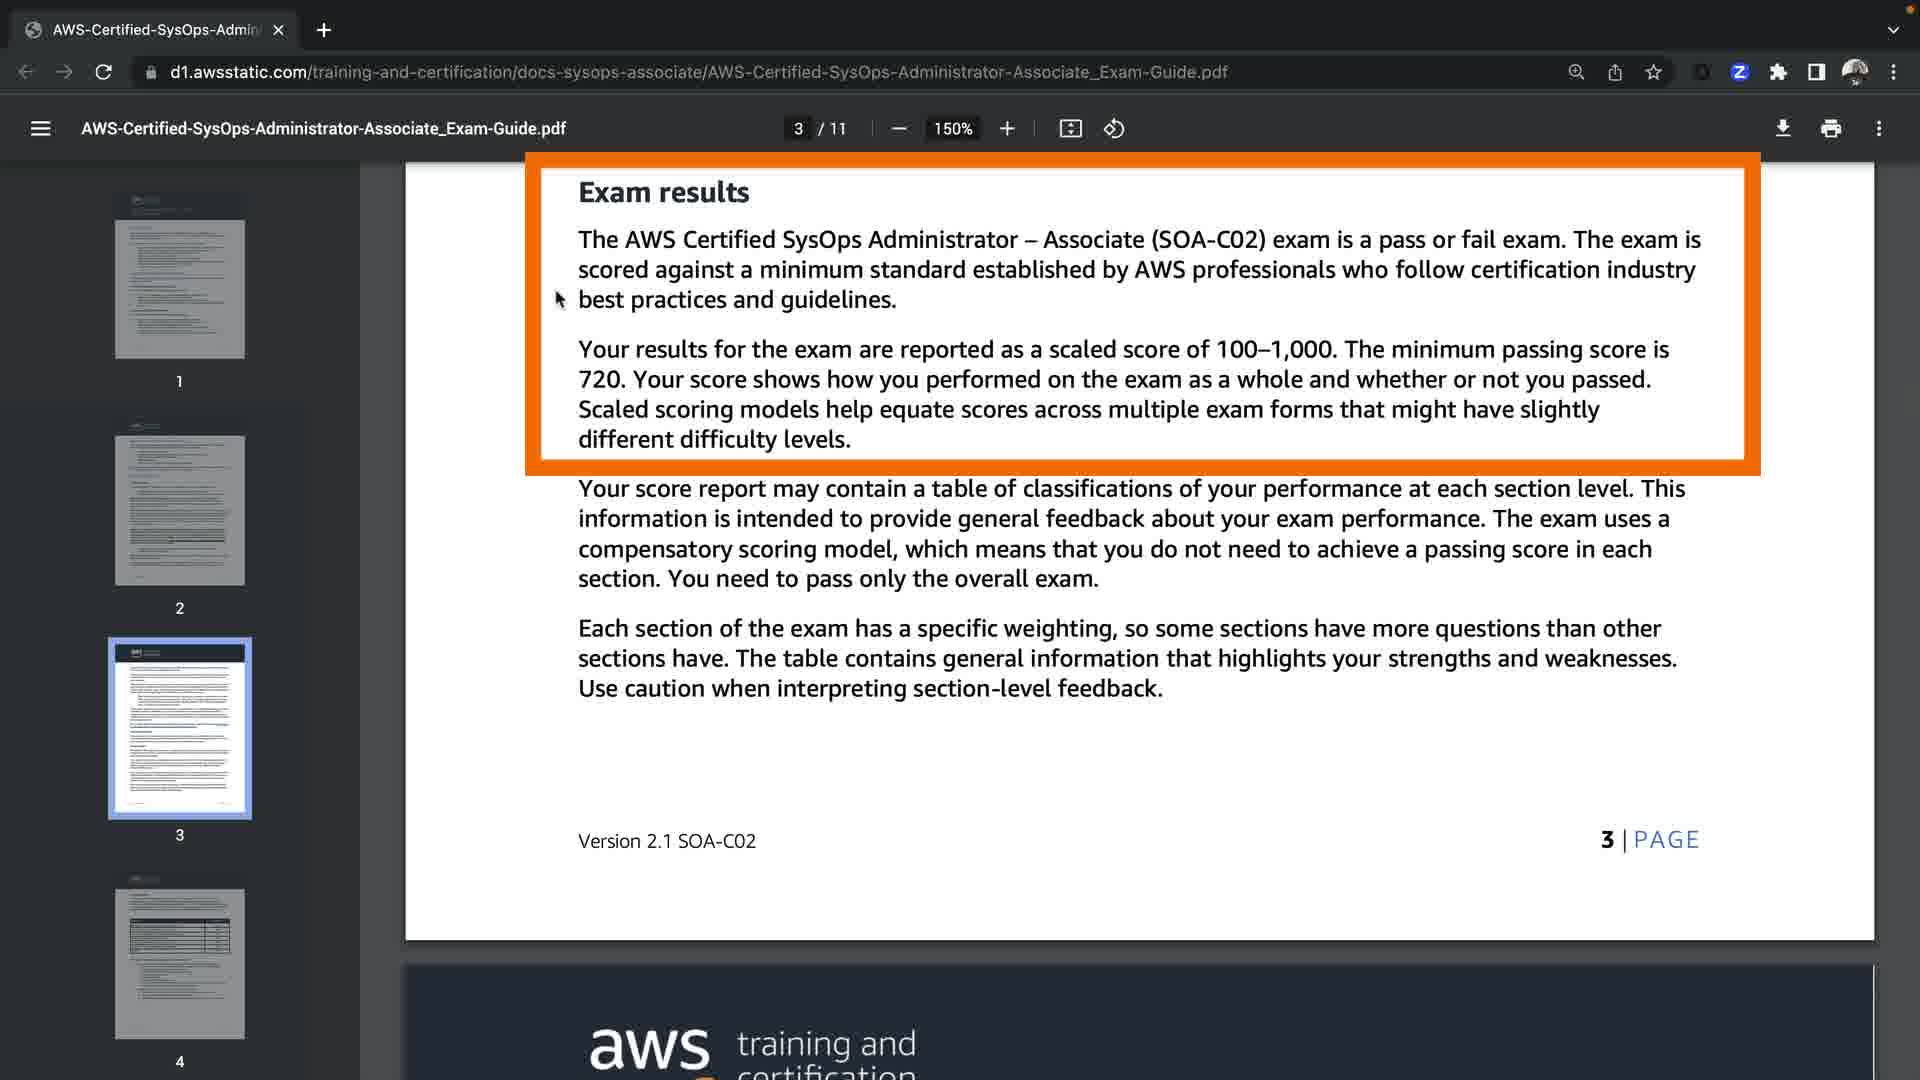 AWS-Certified-SysOps-Admin
d1.awsstatic.com/training-and-certification/docs-sysops-associate/AWS-Certified-SysOps-Administrator-Associate_Exam-Guide.pdf
Z
AWS-Certified-SysOps-Administrator-Associate_Exam-Guide.pdf
3 / 11
150%
1
2
3
4
Exam results
The AWS Certified SysOps Administrator – Associate (SOA-C02) exam is a pass or fail exam. The exam is
scored against a minimum standard established by AWS professionals who follow certification industry
best practices and guidelines.
Your results for the exam are reported as a scaled score of 100–1,000. The minimum passing score is
720. Your score shows how you performed on the exam as a whole and whether or not you passed.
Scaled scoring models help equate scores across multiple exam forms that might have slightly
different difficulty levels.
Your score report may contain a table of classifications of your performance at each section level. This
information is intended to provide general feedback about your exam performance. The exam uses a
compensatory scoring model, which means that you do not need to achieve a passing score in each
section. You need to pass only the overall exam.
Each section of the exam has a specific weighting, so some sections have more questions than other
sections have. The table contains general information that highlights your strengths and weaknesses.
Use caution when interpreting section-level feedback.
Version 2.1 SOA-C02
3 | PAGE
aws training and
certification